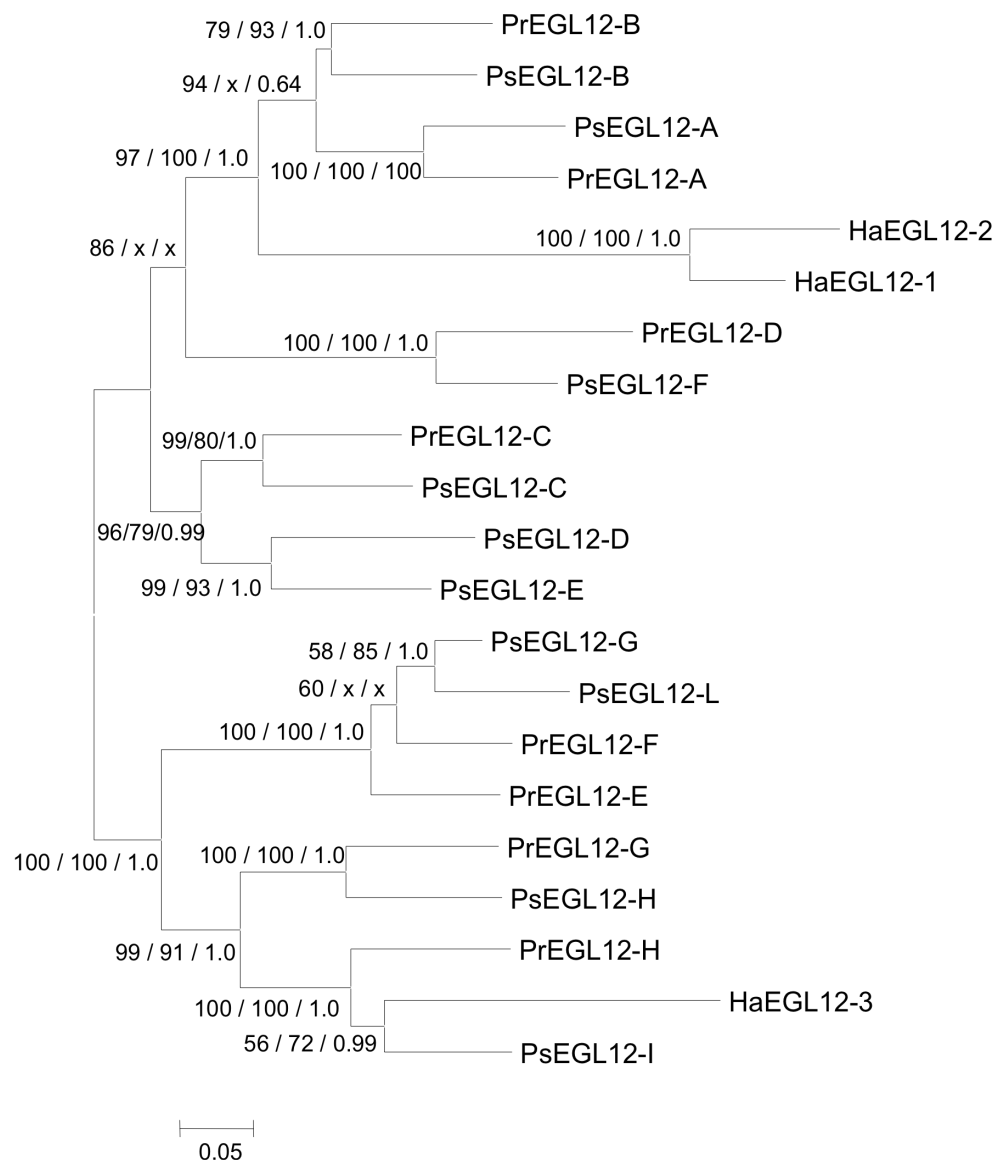 79 / 93 / 1.0
PrEGL12-B
PsEGL12-B
94 / x / 0.64
PsEGL12-A
97 / 100 / 1.0
100 / 100 / 100
PrEGL12-A
HaEGL12-2
100 / 100 / 1.0
86 / x / x
HaEGL12-1
PrEGL12-D
100 / 100 / 1.0
PsEGL12-F
PrEGL12-C
99/80/1.0
PsEGL12-C
96/79/0.99
PsEGL12-D
99 / 93 / 1.0
PsEGL12-E
PsEGL12-G
58 / 85 / 1.0
60 / x / x
PsEGL12-L
100 / 100 / 1.0
PrEGL12-F
PrEGL12-E
PrEGL12-G
100 / 100 / 1.0
100 / 100 / 1.0
PsEGL12-H
99 / 91 / 1.0
PrEGL12-H
HaEGL12-3
100 / 100 / 1.0
56 / 72 / 0.99
PsEGL12-I
0.05